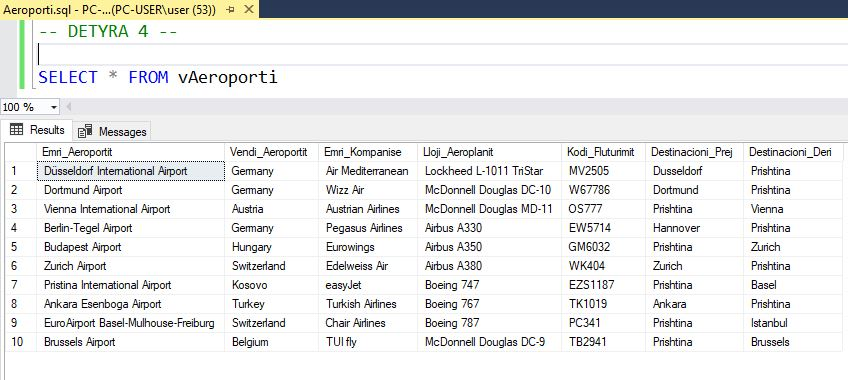 Aeroporti.sql - PC-...(PC-USER\user (53))
-- DETYRA 4 --
SELECT * FROM vAeroporti
100 %
Results Messages
Emri_Aeroportit Vendi_Aeroportit Emri_Kompanise Lloji_Aeroplanit Kodi_Fluturimit Destinacioni_Prej Destinacioni_Deri
1 Düsseldorf International Airport Germany Air Mediterranean Lockheed L-1011 TriStar MV2505 Dusseldorf Prishtina
2 Dortmund Airport Germany Wizz Air McDonnell Douglas DC-10 W67786 Dortmund Prishtina
3 Vienna International Airport Austria Austrian Airlines McDonnell Douglas MD-11 OS777 Prishtina Vienna
4 Berlin-Tegel Airport Germany Pegasus Airlines Airbus A330 EW5714 Hannover Prishtina
5 Budapest Airport Hungary Eurowings Airbus A350 GM6032 Prishtina Zurich
6 Zurich Airport Switzerland Edelweiss Air Airbus A380 WK404 Zurich Prishtina
7 Pristina International Airport Kosovo easyJet Boeing 747 EZS1187 Prishtina Basel
8 Ankara Esenboga Airport Turkey Turkish Airlines Boeing 767 TK1019 Ankara Prishtina
9 EuroAirport Basel-Mulhouse-Freiburg Switzerland Chair Airlines Boeing 787 PC341 Prishtina Istanbul
10 Brussels Airport Belgium TUI fly McDonnell Douglas DC-9 TB2941 Prishtina Brussels